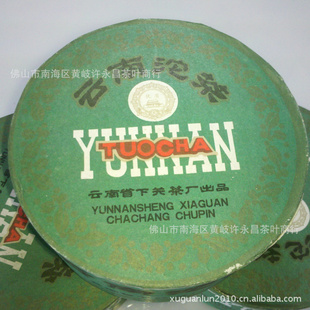 佛山市南海区黄岐许永昌茶叶商行
云南沱茶
YUNNAN
TUOCHA
云南省下关茶厂出品
YUNNANSHENG XIAGUAN
CHACHANG CHUPIN
佛山市南海区黄岐许永昌茶叶商行
TUOCHA
xuguanlun2010.1688.com